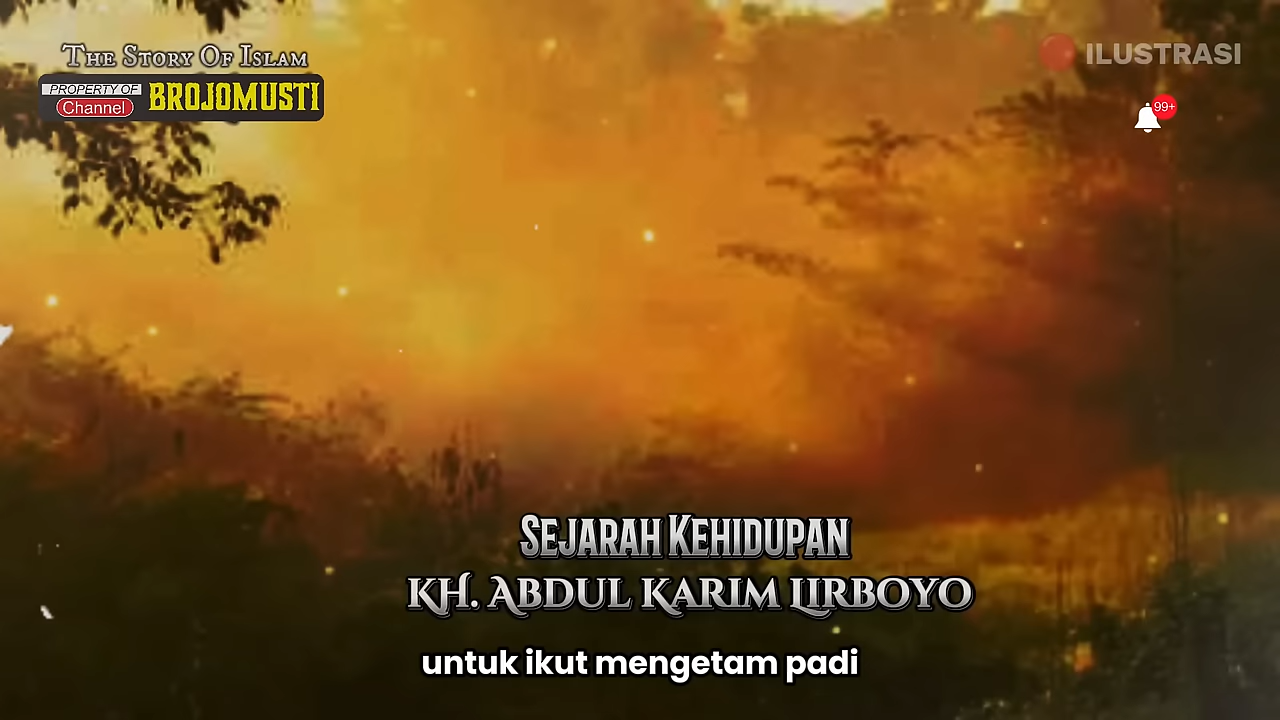 The Story Of Islam
PROPERTY OF
Channel
BROJOMUSTI
ILUSTRASI
99+
Sejarah Kehidupan
KH. Abdul Karim Lirboyo
untuk ikut mengetam padi